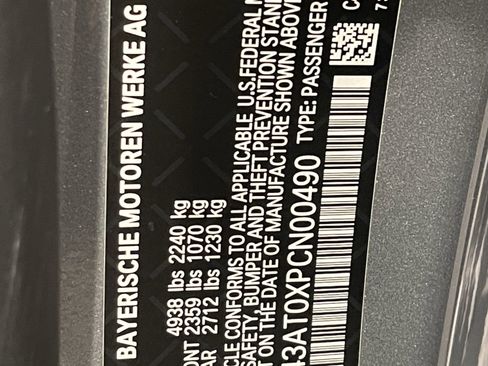 BAYERISCHE MOTOREN WERKE AG
4938 lbs 2240 kg
ONT 2359 lbs 1070 kg
AR 2712 lbs 1230 kg
CLE CONFORMS TO ALL APPLICABLE U.S.FEDERAL M
SAFETY, BUMPER AND THEFT PREVENTION STAN
T ON THE DATE OF MANUFACTURE SHOWN ABOVE
43AT0XPCN00490 TYPE: PASSENGER